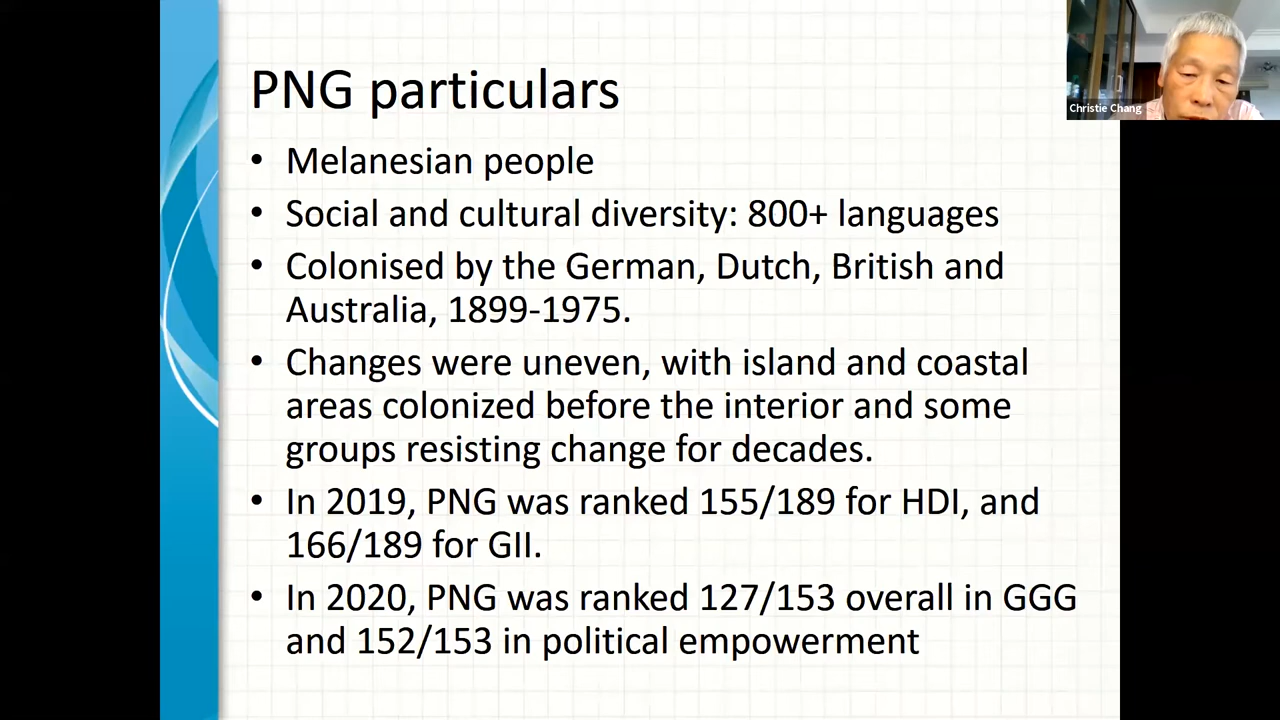 PNG particulars
• Melanesian people
• Social and cultural diversity: 800+ languages
• Colonised by the German, Dutch, British and
Australia, 1899-1975.
• Changes were uneven, with island and coastal
areas colonized before the interior and some
groups resisting change for decades.
• In 2019, PNG was ranked 155/189 for HDI, and
166/189 for GII.
• In 2020, PNG was ranked 127/153 overall in GGG
and 152/153 in political empowerment
Christie Chang